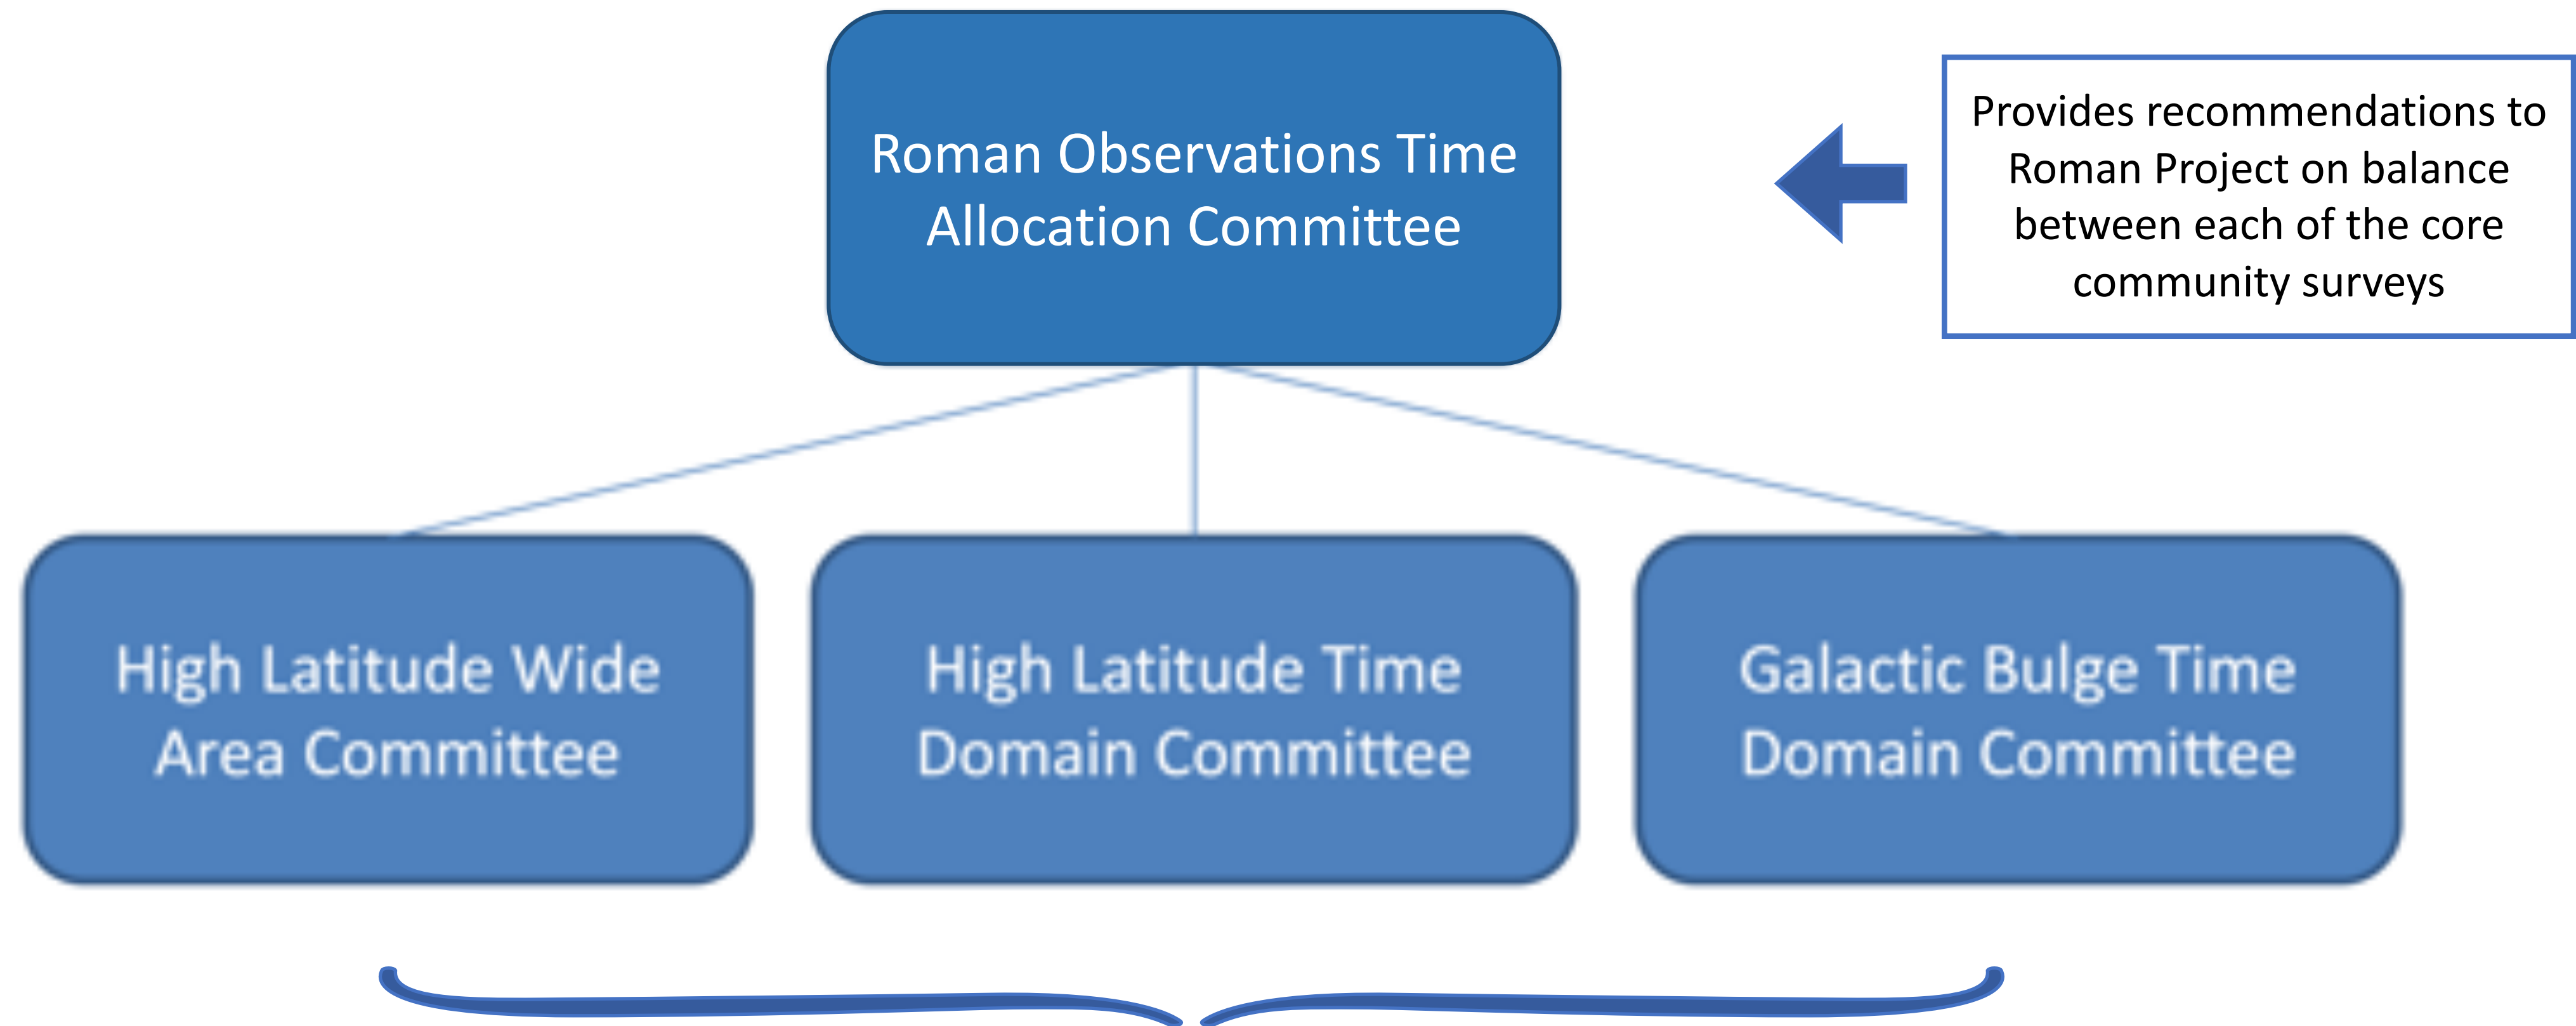 Roman Observations Time
Allocation Committee
Provides recommendations to
Roman Project on balance
between each of the core
community surveys
High Latitude Wide
Area Committee
High Latitude Time
Domain Committee
Galactic Bulge Time
Domain Committee